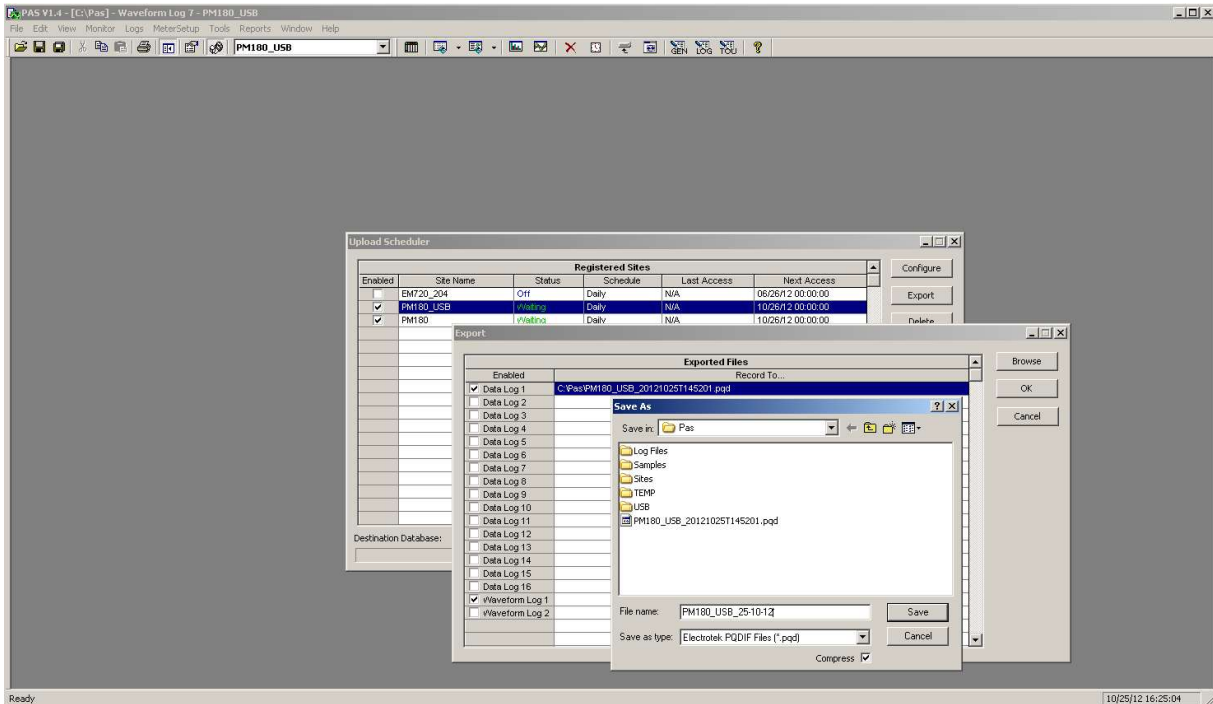 PAS V1.4 - [C:\Pas] - Waveform Log 7 - PM180_USB
File Edit View Monitor Logs MeterSetup Tools Reports Window Help
PM180_USB GEN LOG TOU
Upload Scheduler
Registered Sites
Enabled Site Name Status Schedule Last Access Next Access
EM720_204 Off Daily N/A 06/26/12 00:00:00
PM180_USB Waiting Daily N/A 10/26/12 00:00:00
PM180 Waiting Daily N/A 10/26/12 00:00:00
Configure
Export
Delete
Destination Database:
Export
Exported Files
Enabled Record To...
Data Log 1 C:\Pas\PM180_USB_20121025T145201.pqd
Data Log 2
Data Log 3
Data Log 4
Data Log 5
Data Log 6
Data Log 7
Data Log 8
Data Log 9
Data Log 10
Data Log 11
Data Log 12
Data Log 13
Data Log 14
Data Log 15
Data Log 16
Waveform Log 1
Waveform Log 2
Browse
OK
Cancel
Save As
Save in: Pas
Log Files
Samples
Sites
TEMP
USB
PM180_USB_20121025T145201.pqd
File name: PM180_USB_25-10-12
Save
Save as type: Electrotek PQDIF Files (*.pqd)
Cancel
Compress
Ready 10/25/12 16:25:04